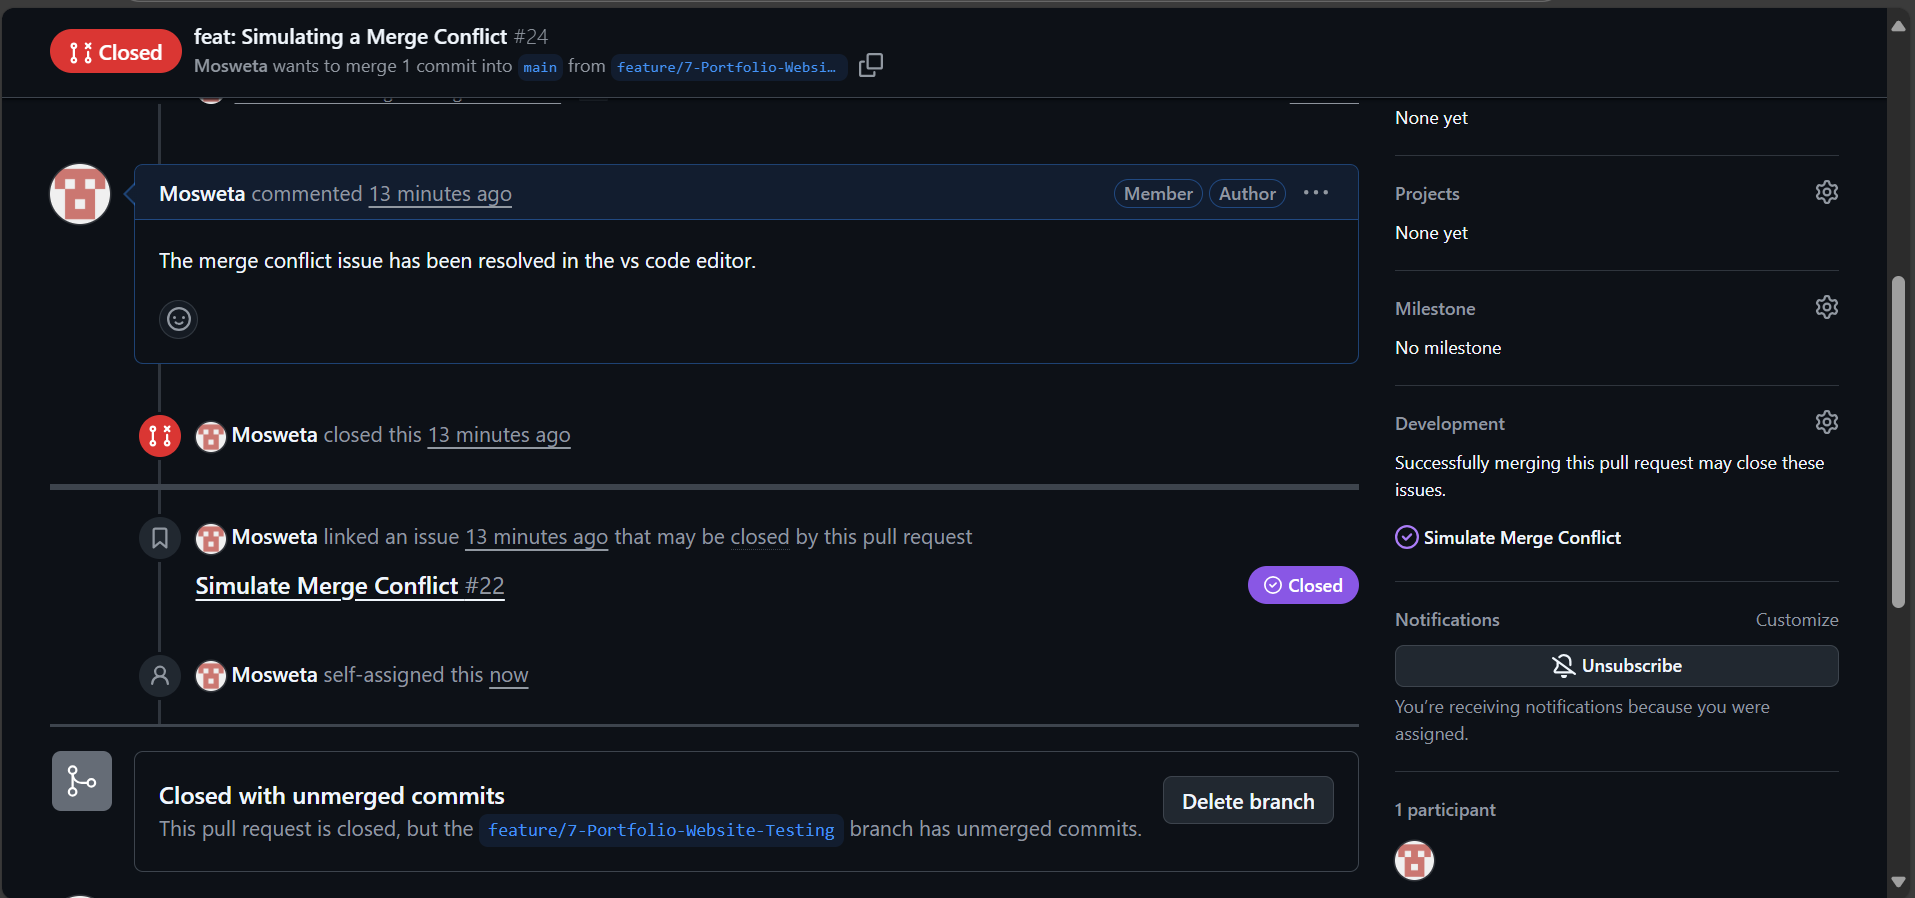 Closed
feat: Simulating a Merge Conflict #24
Mosweta wants to merge 1 commit into main from feature/7-Portfolio-Websi…
None yet
Mosweta commented 13 minutes ago
Member
Author
The merge conflict issue has been resolved in the vs code editor.
Mosweta closed this 13 minutes ago
Mosweta linked an issue 13 minutes ago that may be closed by this pull request
Simulate Merge Conflict #22
Closed
Mosweta self-assigned this now
Closed with unmerged commits
This pull request is closed, but the feature/7-Portfolio-Website-Testing branch has unmerged commits.
Delete branch
Projects
None yet
Milestone
No milestone
Development
Successfully merging this pull request may close these
issues.
Simulate Merge Conflict
Notifications
Customize
Unsubscribe
You’re receiving notifications because you were
assigned.
1 participant